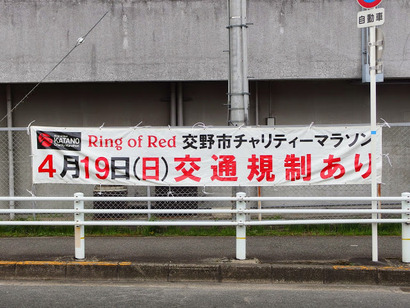 自動車
KATANO
Ring of Red 交野市チャリティーマラソン
4月19日(日)交通規制あり